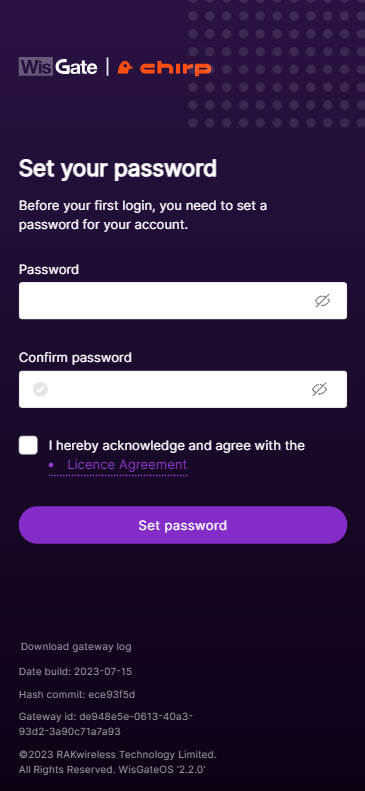 WisGate | chirp
Set your password
Before your first login, you need to set a
password for your account.
Password
Confirm password
I hereby acknowledge and agree with the
• Licence Agreement
Set password
Download gateway log
Date build: 2023-07-15
Hash commit: ece93f5d
Gateway id: de948e5e-0613-40a3-
93d2-3a90c71a7a93
©2023 RAKwireless Technology Limited.
All Rights Reserved. WisGateOS '2.2.0'